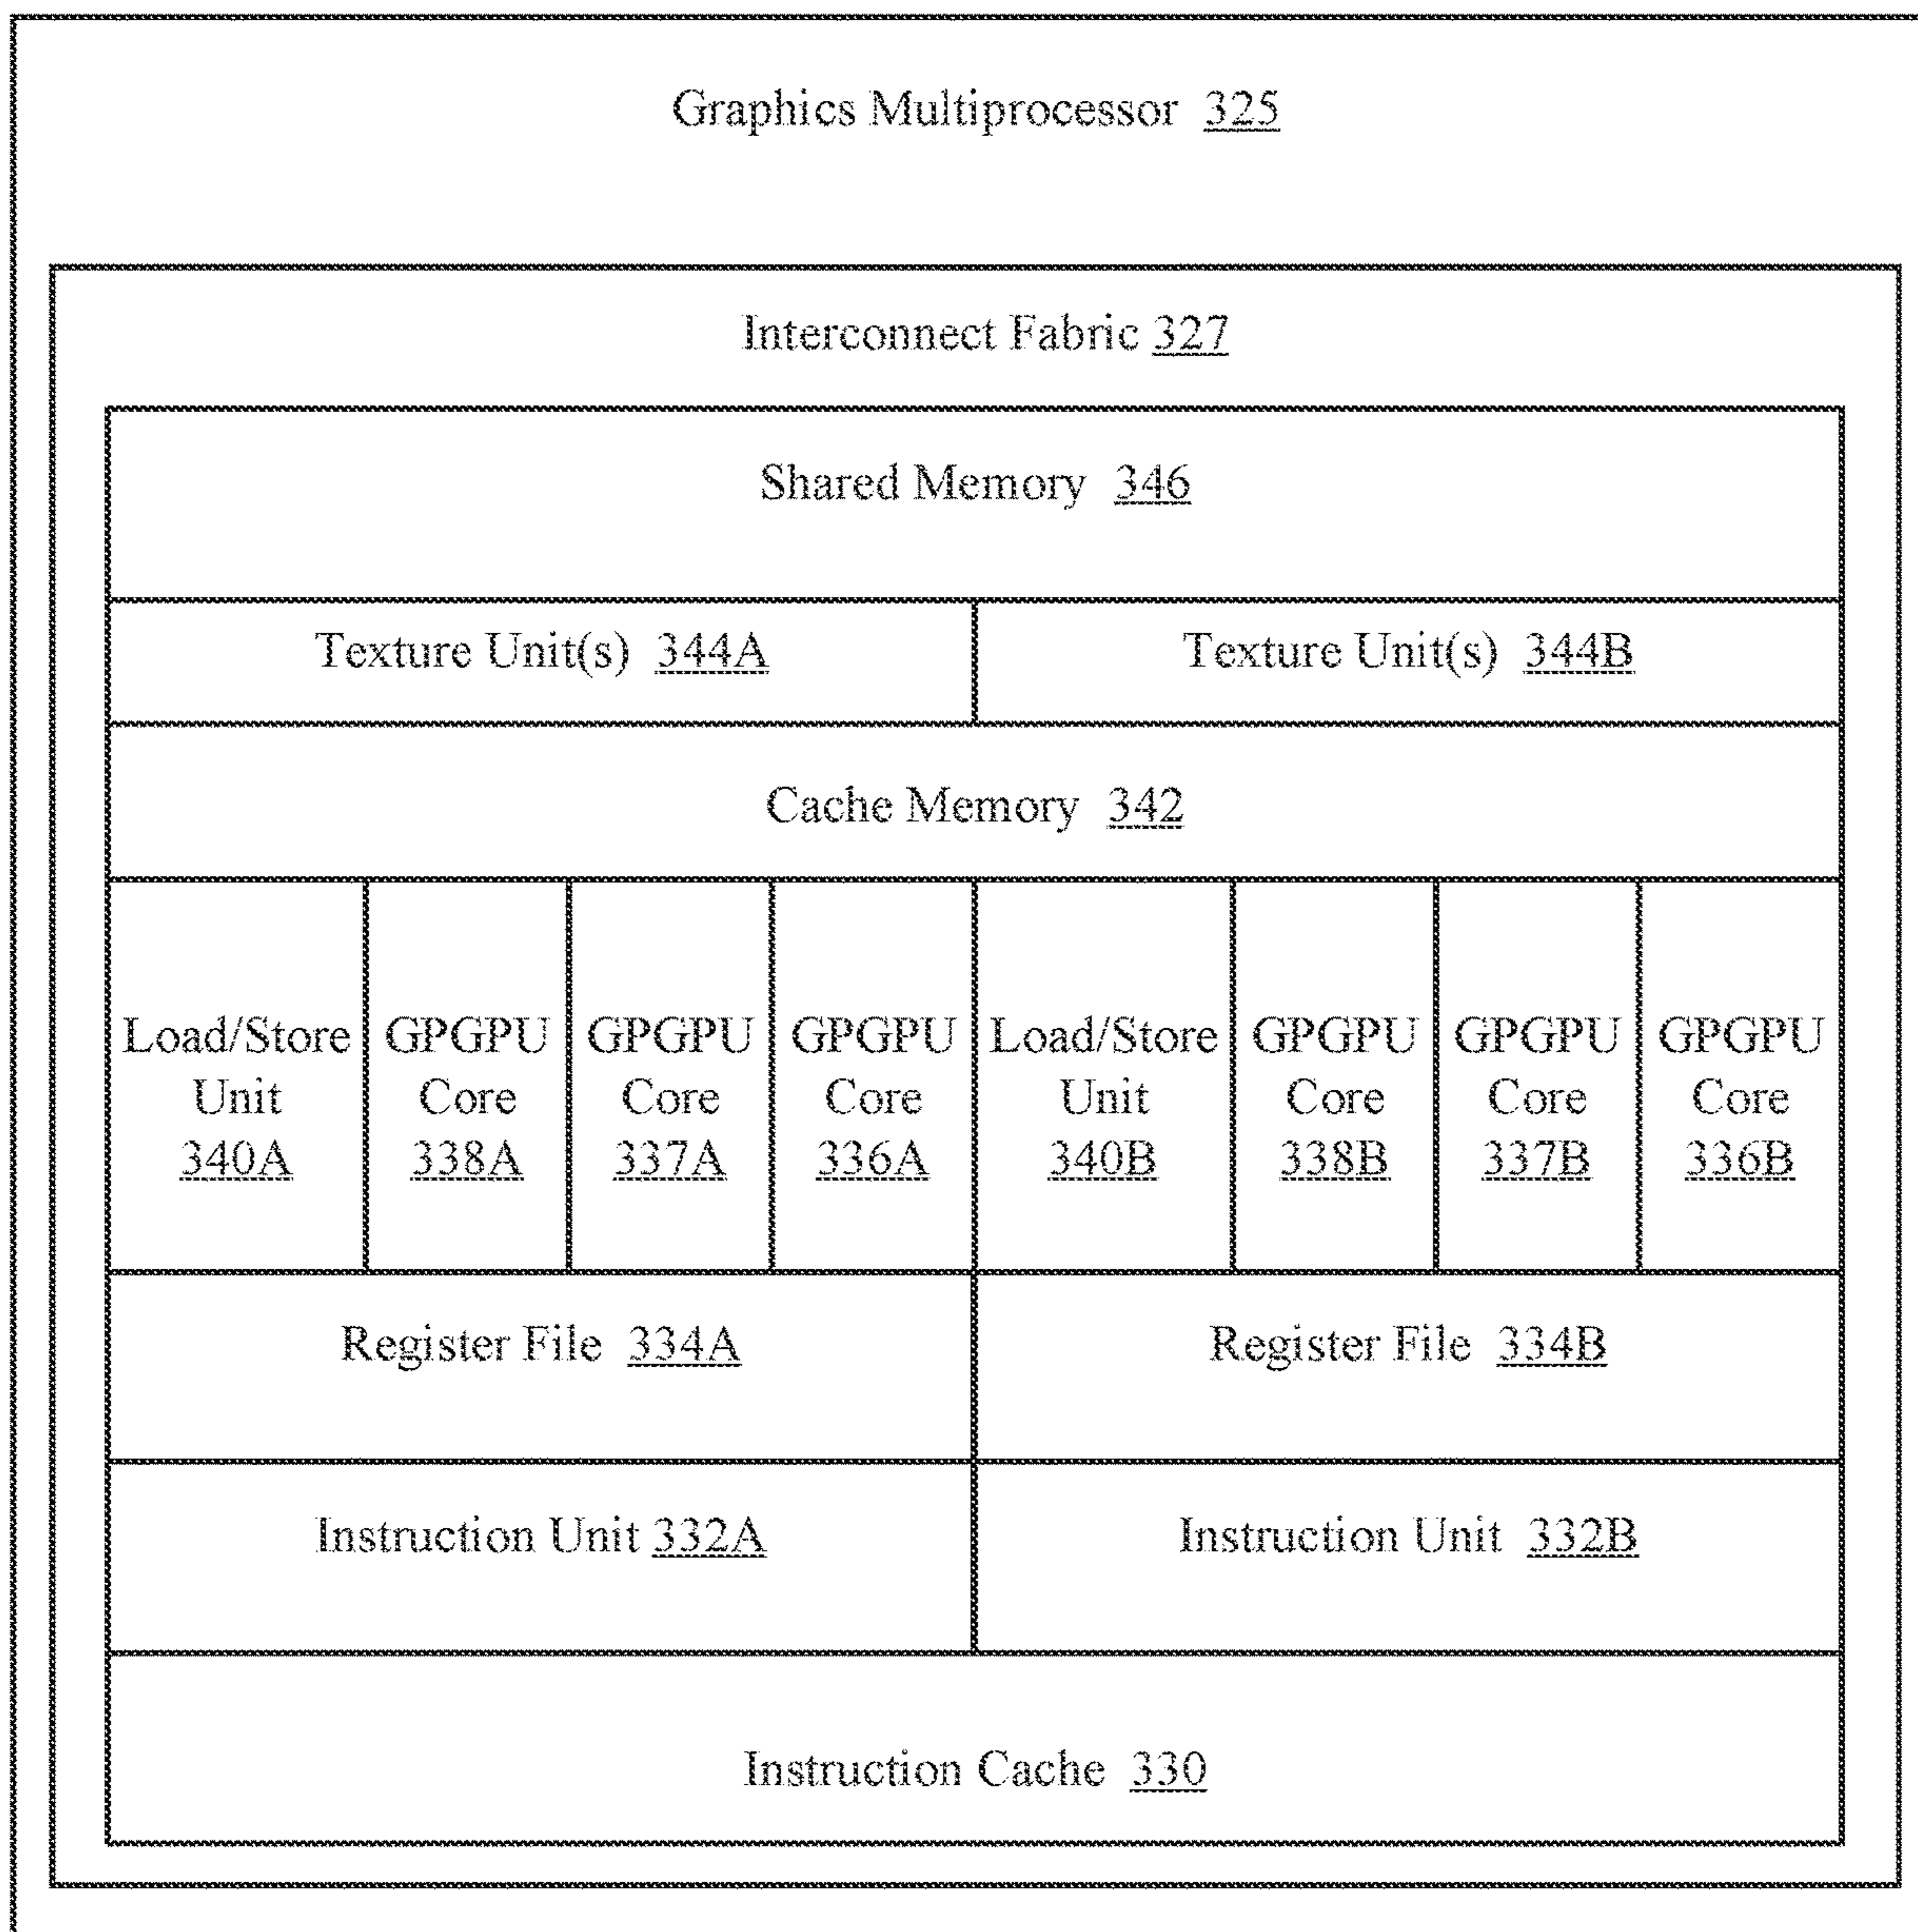 Graphics Multiprocessor 325
Interconnect Fabric 327
Shared Memory 346
Texture Unit(s) 344A
Texture Unit(s) 344B
Cache Memory 342
Load/Store
Unit
340A
GPGPU
Core
338A
GPGPU
Core
337A
GPGPU
Core
336A
Load/Store
Unit
340B
GPGPU
Core
338B
GPGPU
Core
337B
GPGPU
Core
336B
Register File 334A
Register File 334B
Instruction Unit 332A
Instruction Unit 332B
Instruction Cache 330